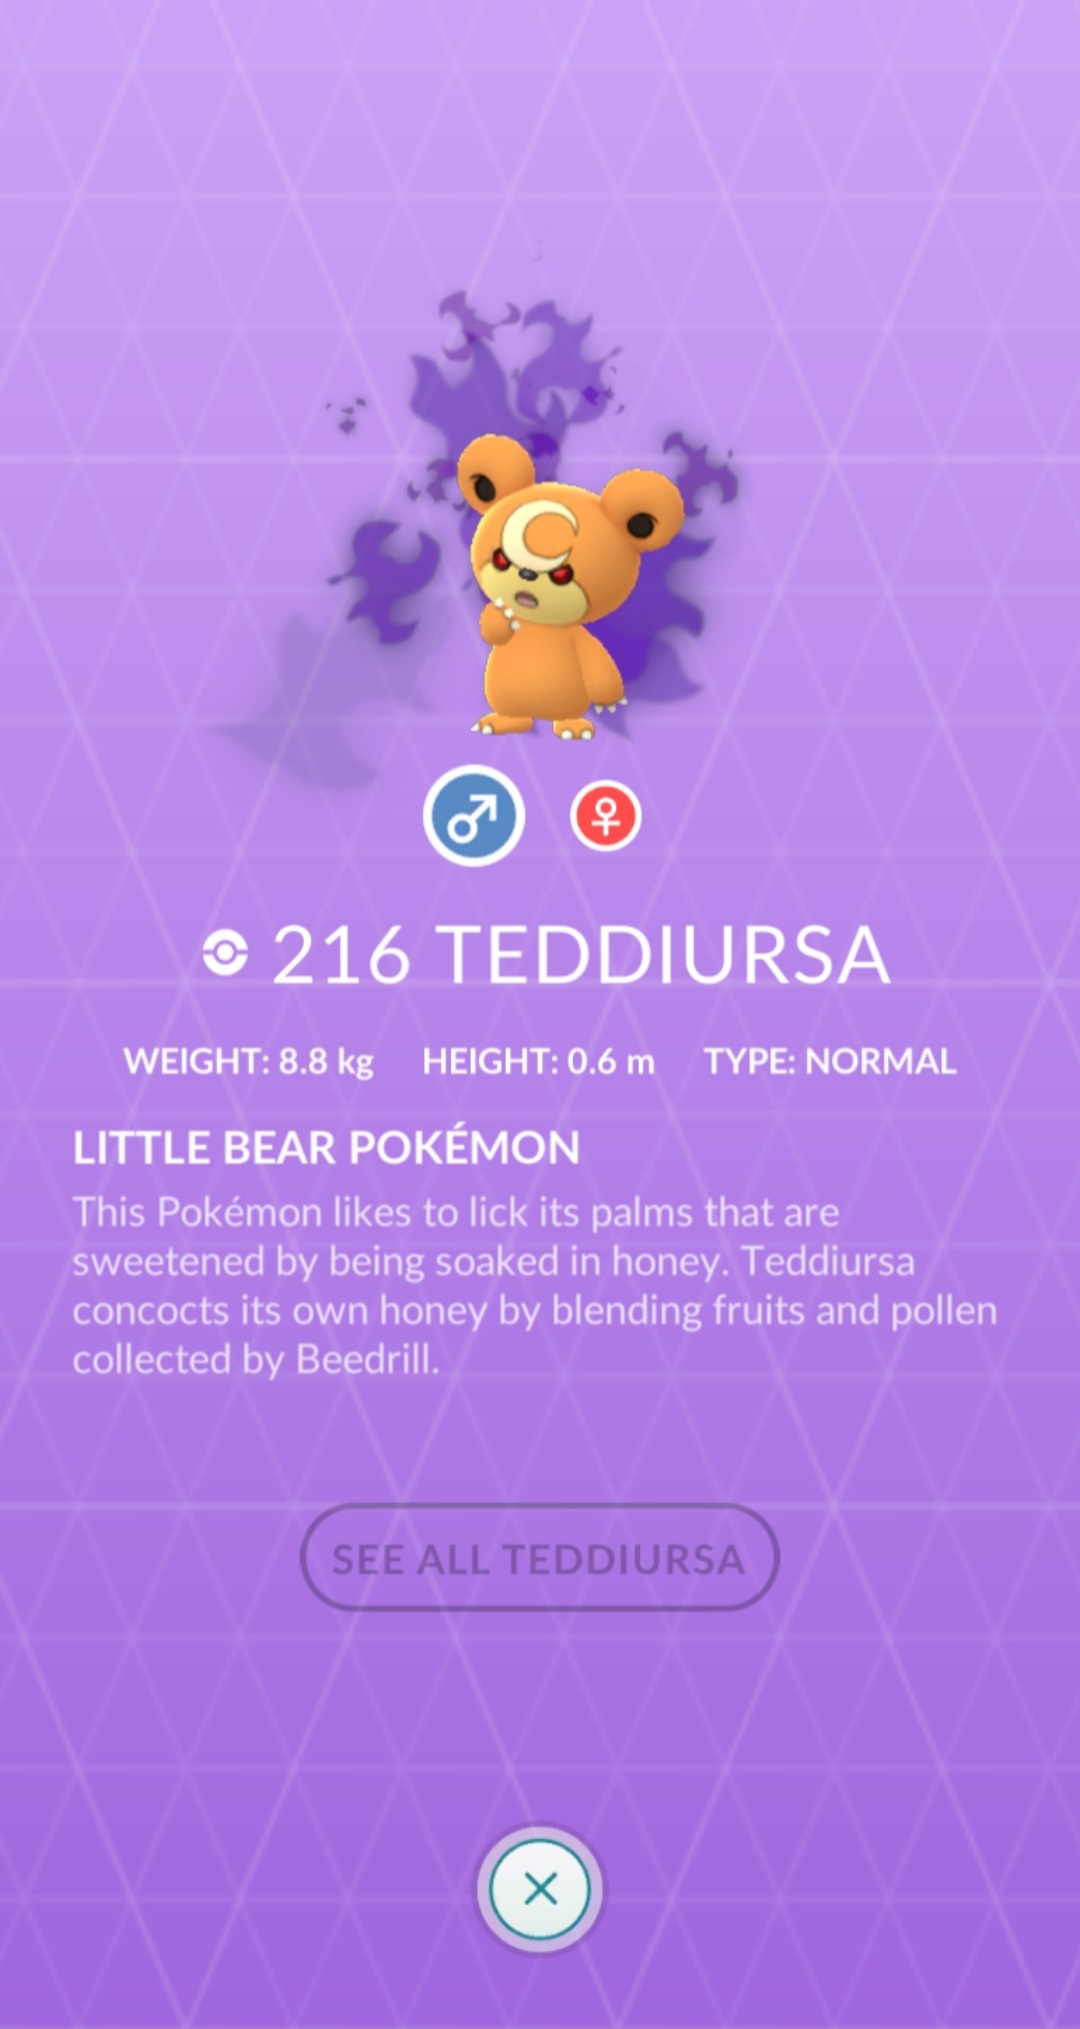 216 TEDDIURSA
WEIGHT: 8.8 kg HEIGHT: 0.6 m TYPE: NORMAL
LITTLE BEAR POKÉMON
This Pokémon likes to lick its palms that are
sweetened by being soaked in honey. Teddiursa
concocts its own honey by blending fruits and pollen
collected by Beedrill.
SEE ALL TEDDIURSA